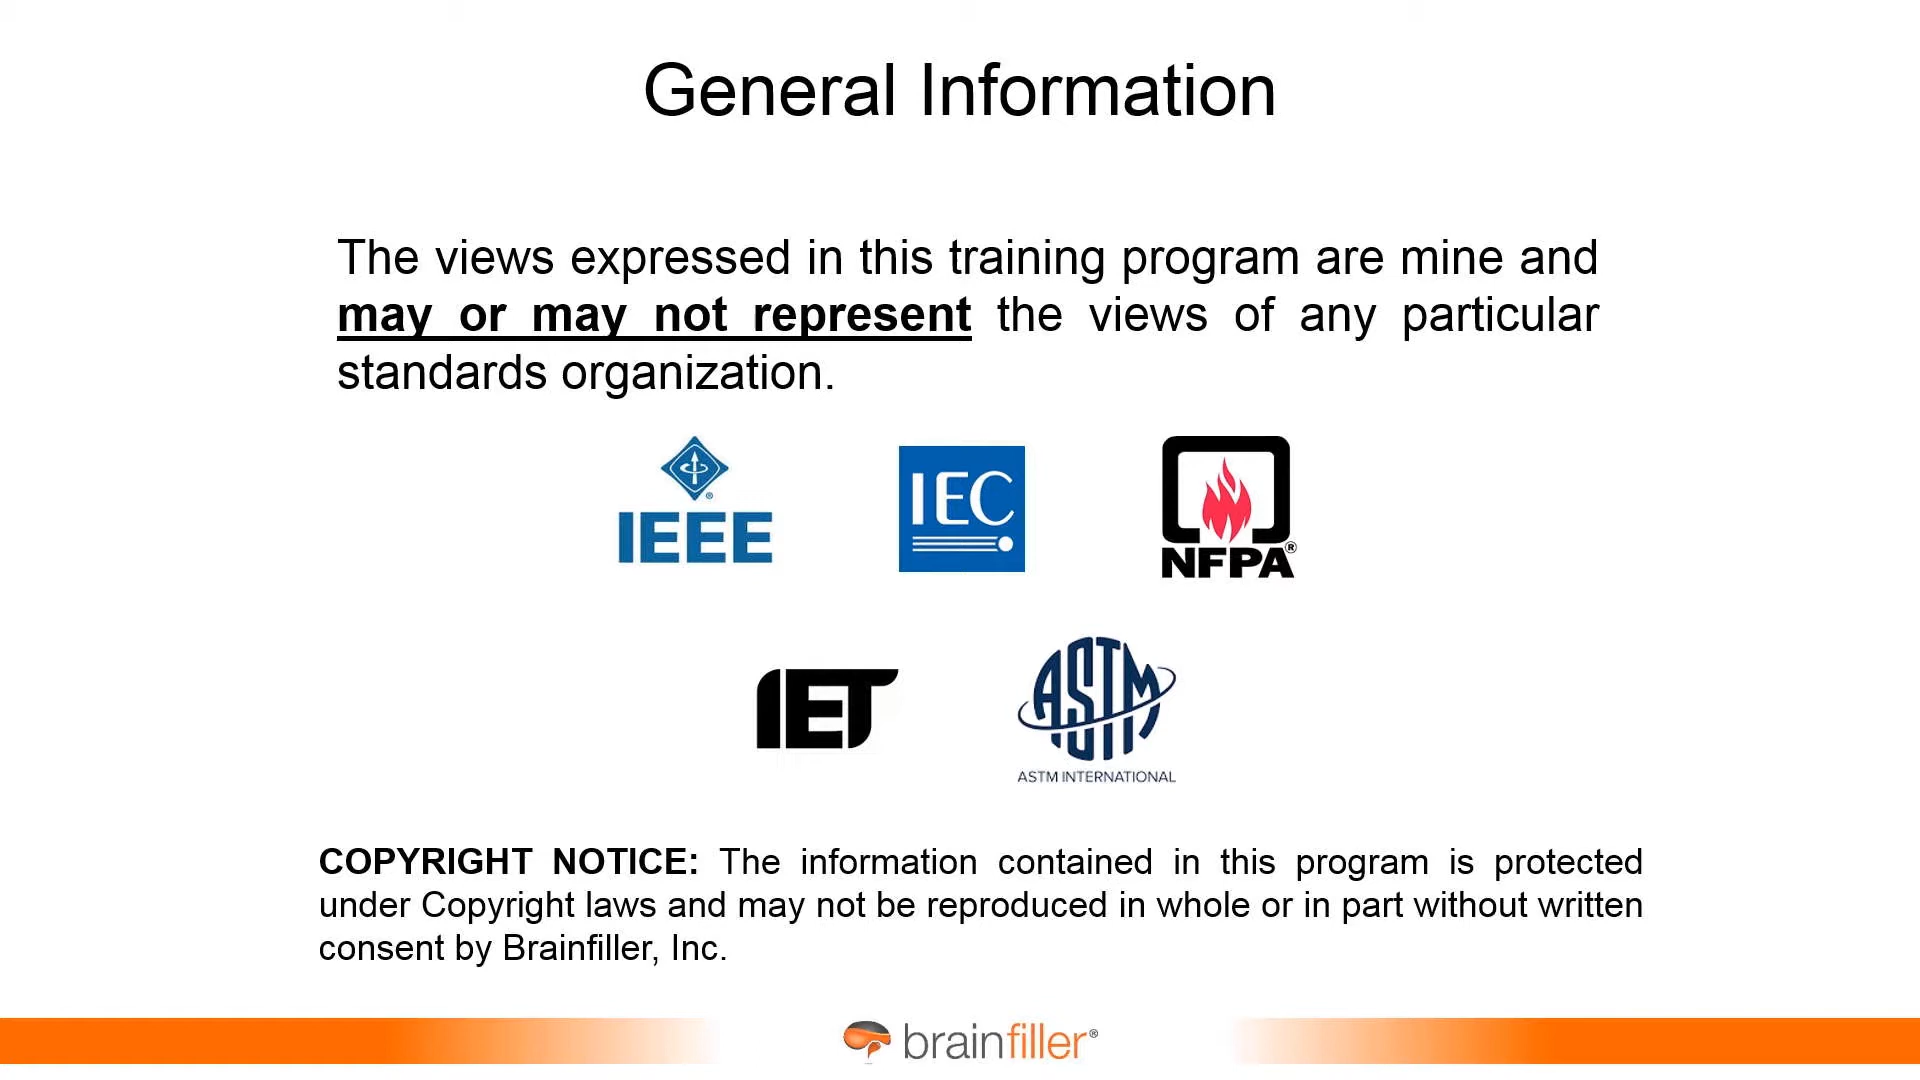 General Information
The views expressed in this training program are mine and
may or may not represent the views of any particular
standards organization.
IEEE
IEC
NFPA®
IET
ASTM
ASTM INTERNATIONAL
COPYRIGHT NOTICE: The information contained in this program is protected
under Copyright laws and may not be reproduced in whole or in part without written
consent by Brainfiller, Inc.
brainfiller®